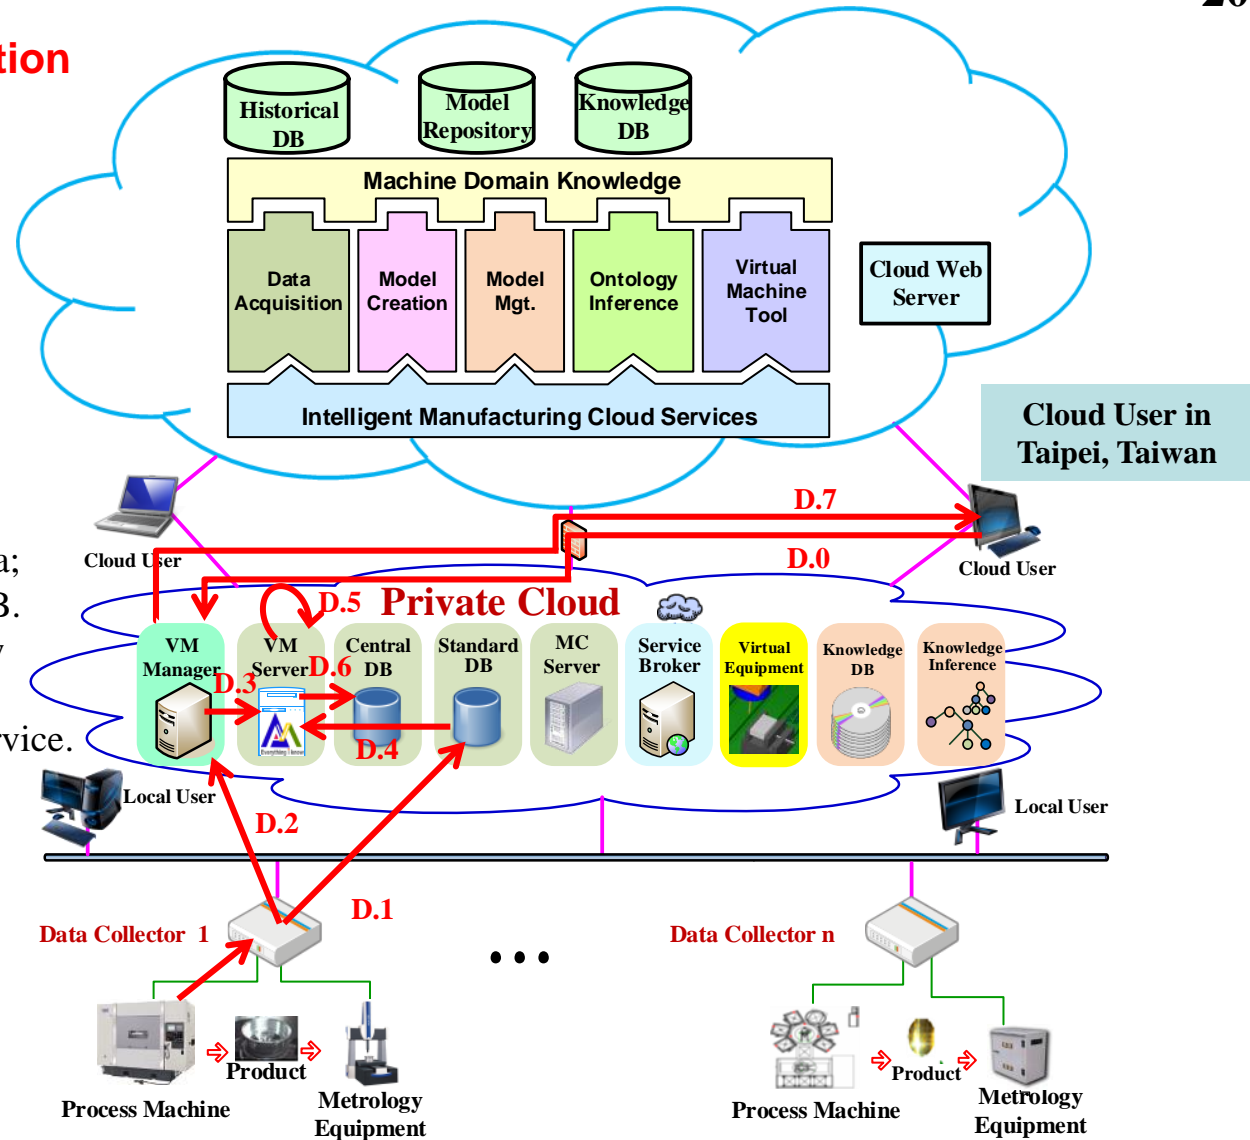 tion
Historical
DB
Model
Repository
Knowledge
DB
Machine Domain Knowledge
Data
Acquisition
Model
Creation
Model
Mgt.
Ontology
Inference
Virtual
Machine
Tool
Cloud Web
Server
Intelligent Manufacturing Cloud Services
Cloud User in
Taipei, Taiwan
D.7
D.0
Cloud User
Cloud User
a;
B.
rvice.
Private Cloud
D.5
VM
Manager
VM
Server
Central
DB
Standard
DB
MC
Server
Service
Broker
Virtual
Equipment
Knowledge
DB
Knowledge
Inference
D.3
D.6
D.4
Local User
Local User
D.2
D.1
Data Collector 1
Data Collector n
...
Product
Product
Process Machine
Metrology
Equipment
Process Machine
Metrology
Equipment